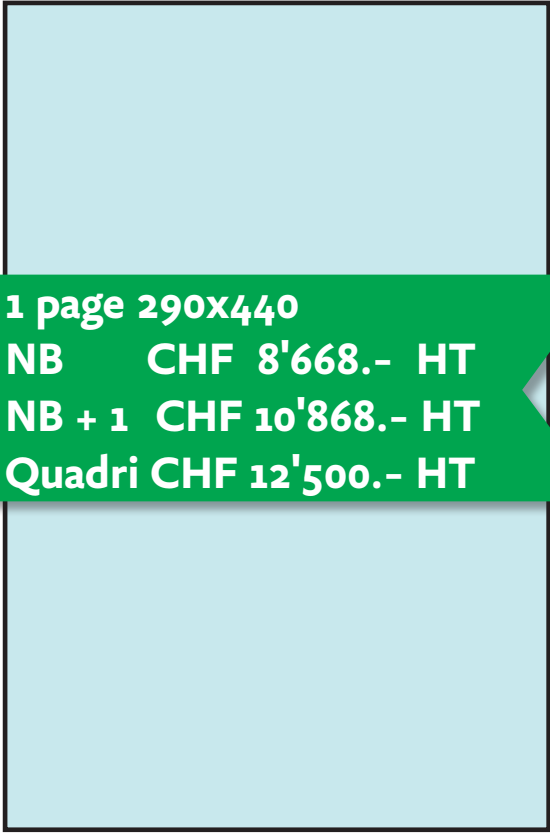 1 page 290x440
NB CHF 8'668.- HT
NB + 1 CHF 10'868.- HT
Quadri CHF 12'500.- HT